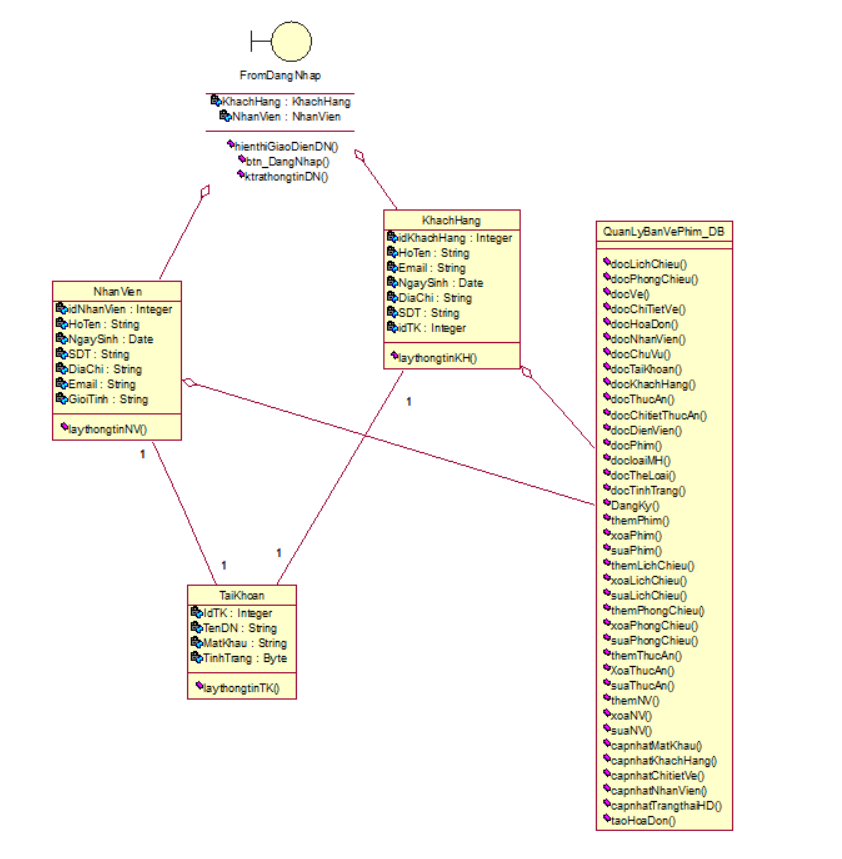 FromDangNhap
KhachHang : KhachHang
NhanVien : NhanVien
hienthiGiaoDienDN()
btn_DangNhap()
ktrathongtinDN()
KhachHang
idKhachHang : Integer
HoTen : String
Email : String
NgaySinh : Date
DiaChi : String
SDT : String
idTK : Integer
laythongtinKH()
1
NhanVien
idNhanVien : Integer
HoTen : String
NgaySinh : Date
SDT : String
DiaChi : String
Email : String
GioiTinh : String
laythongtinNV()
1
1
1
TaiKhoan
IdTK : Integer
TenDN : String
MatKhau : String
TinhTrang : Byte
laythongtinTK()
QuanLyBanVePhim_DB
docLichChieu()
docPhongChieu()
docVe()
docChiTietVe()
docHoaDon()
docNhanVien()
docChuVu()
docTaiKhoan()
docKhachHang()
docThucAn()
docChitietThucAn()
docDienVien()
docPhim()
docloaiMH()
docTheLoai()
docTinhTrang()
DangKy()
themPhim()
xoaPhim()
suaPhim()
themLichChieu()
xoaLichChieu()
suaLichChieu()
themPhongChieu()
xoaPhongChieu()
suaPhongChieu()
themThucAn()
XoaThucAn()
suaThucAn()
themNV()
xoaNV()
suaNV()
capnhatMatKhau()
capnhatKhachHang()
capnhatChitietVe()
capnhatNhanVien()
capnhatTrangthaiHD()
taoHoaDon()